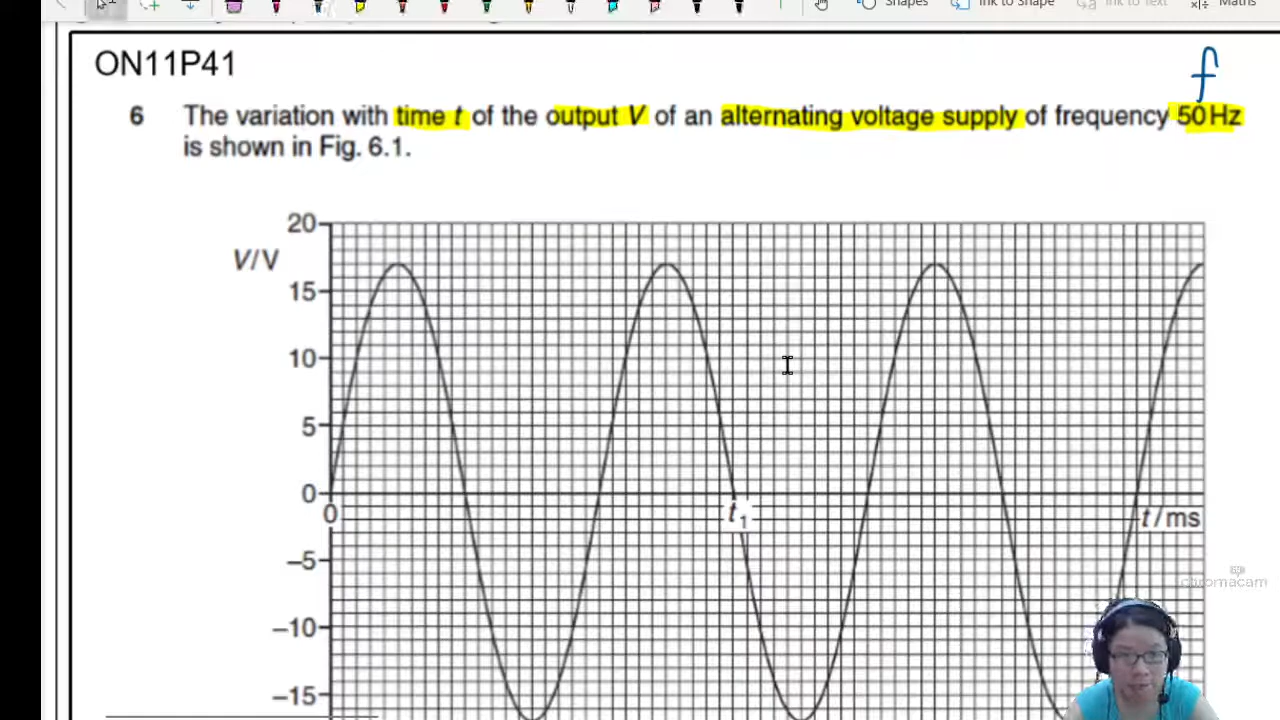 Shapes Ink to Shape Ink to Text Maths
ON11P41
f
6 The variation with time t of the output V of an alternating voltage supply of frequency 50 Hz
is shown in Fig. 6.1.
20
V/V
15
10
5
0
0 t1 t/ms
–5
–10
–15
chromacam